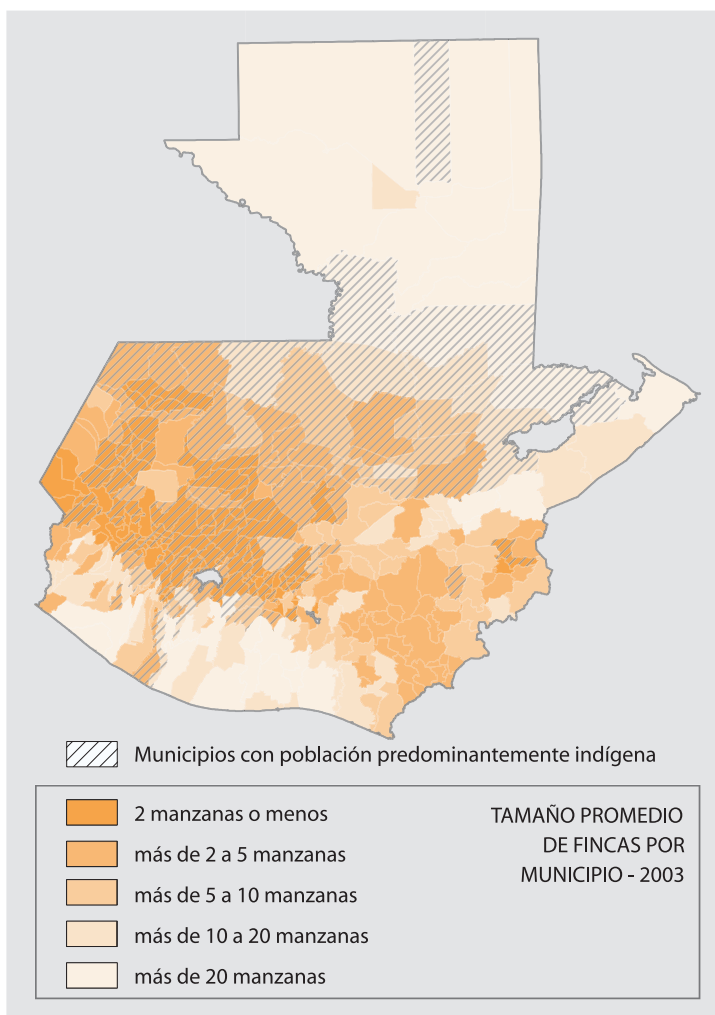 Municipios con población predominantemente indígena
2 manzanas o menos
más de 2 a 5 manzanas
más de 5 a 10 manzanas
más de 10 a 20 manzanas
más de 20 manzanas
TAMAÑO PROMEDIO
DE FINCAS POR
MUNICIPIO - 2003